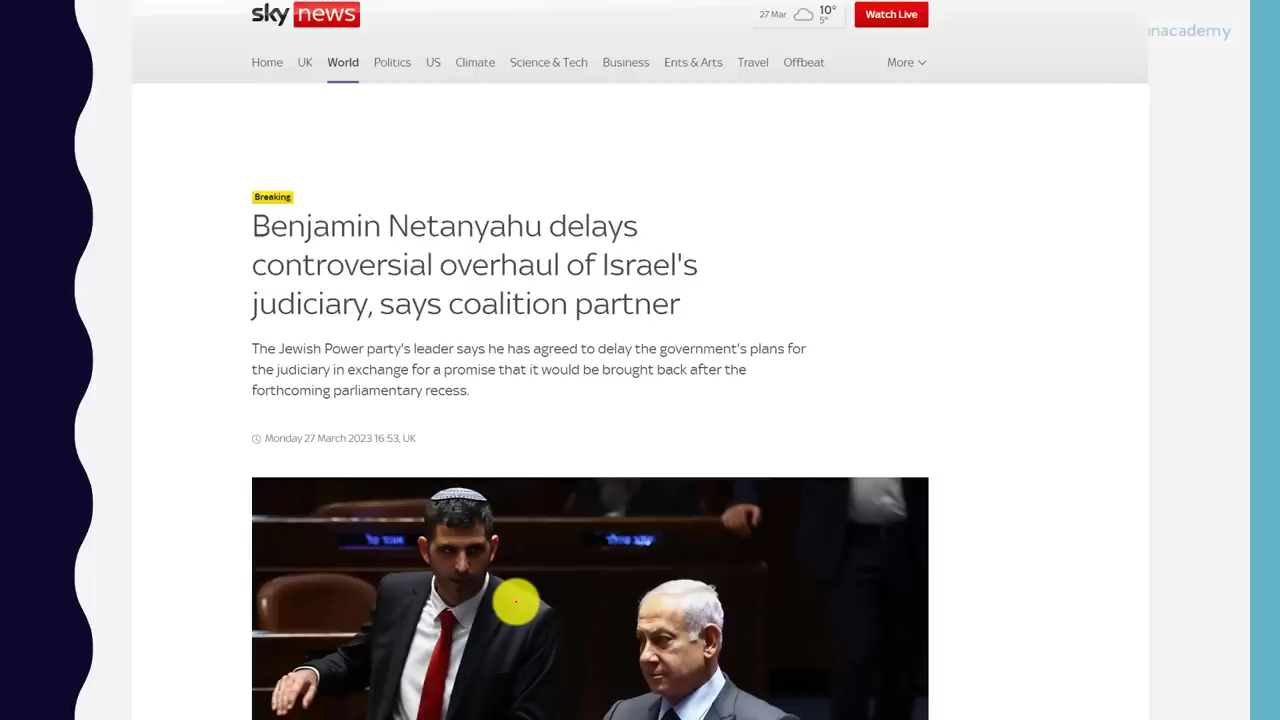 sky news
27 Mar 10° 5°
Watch Live
unacademy
Home UK World Politics US Climate Science & Tech Business Ents & Arts Travel Offbeat More
Breaking
Benjamin Netanyahu delays
controversial overhaul of Israel's
judiciary, says coalition partner
The Jewish Power party's leader says he has agreed to delay the government's plans for
the judiciary in exchange for a promise that it would be brought back after the
forthcoming parliamentary recess.
Monday 27 March 2023 16:53, UK